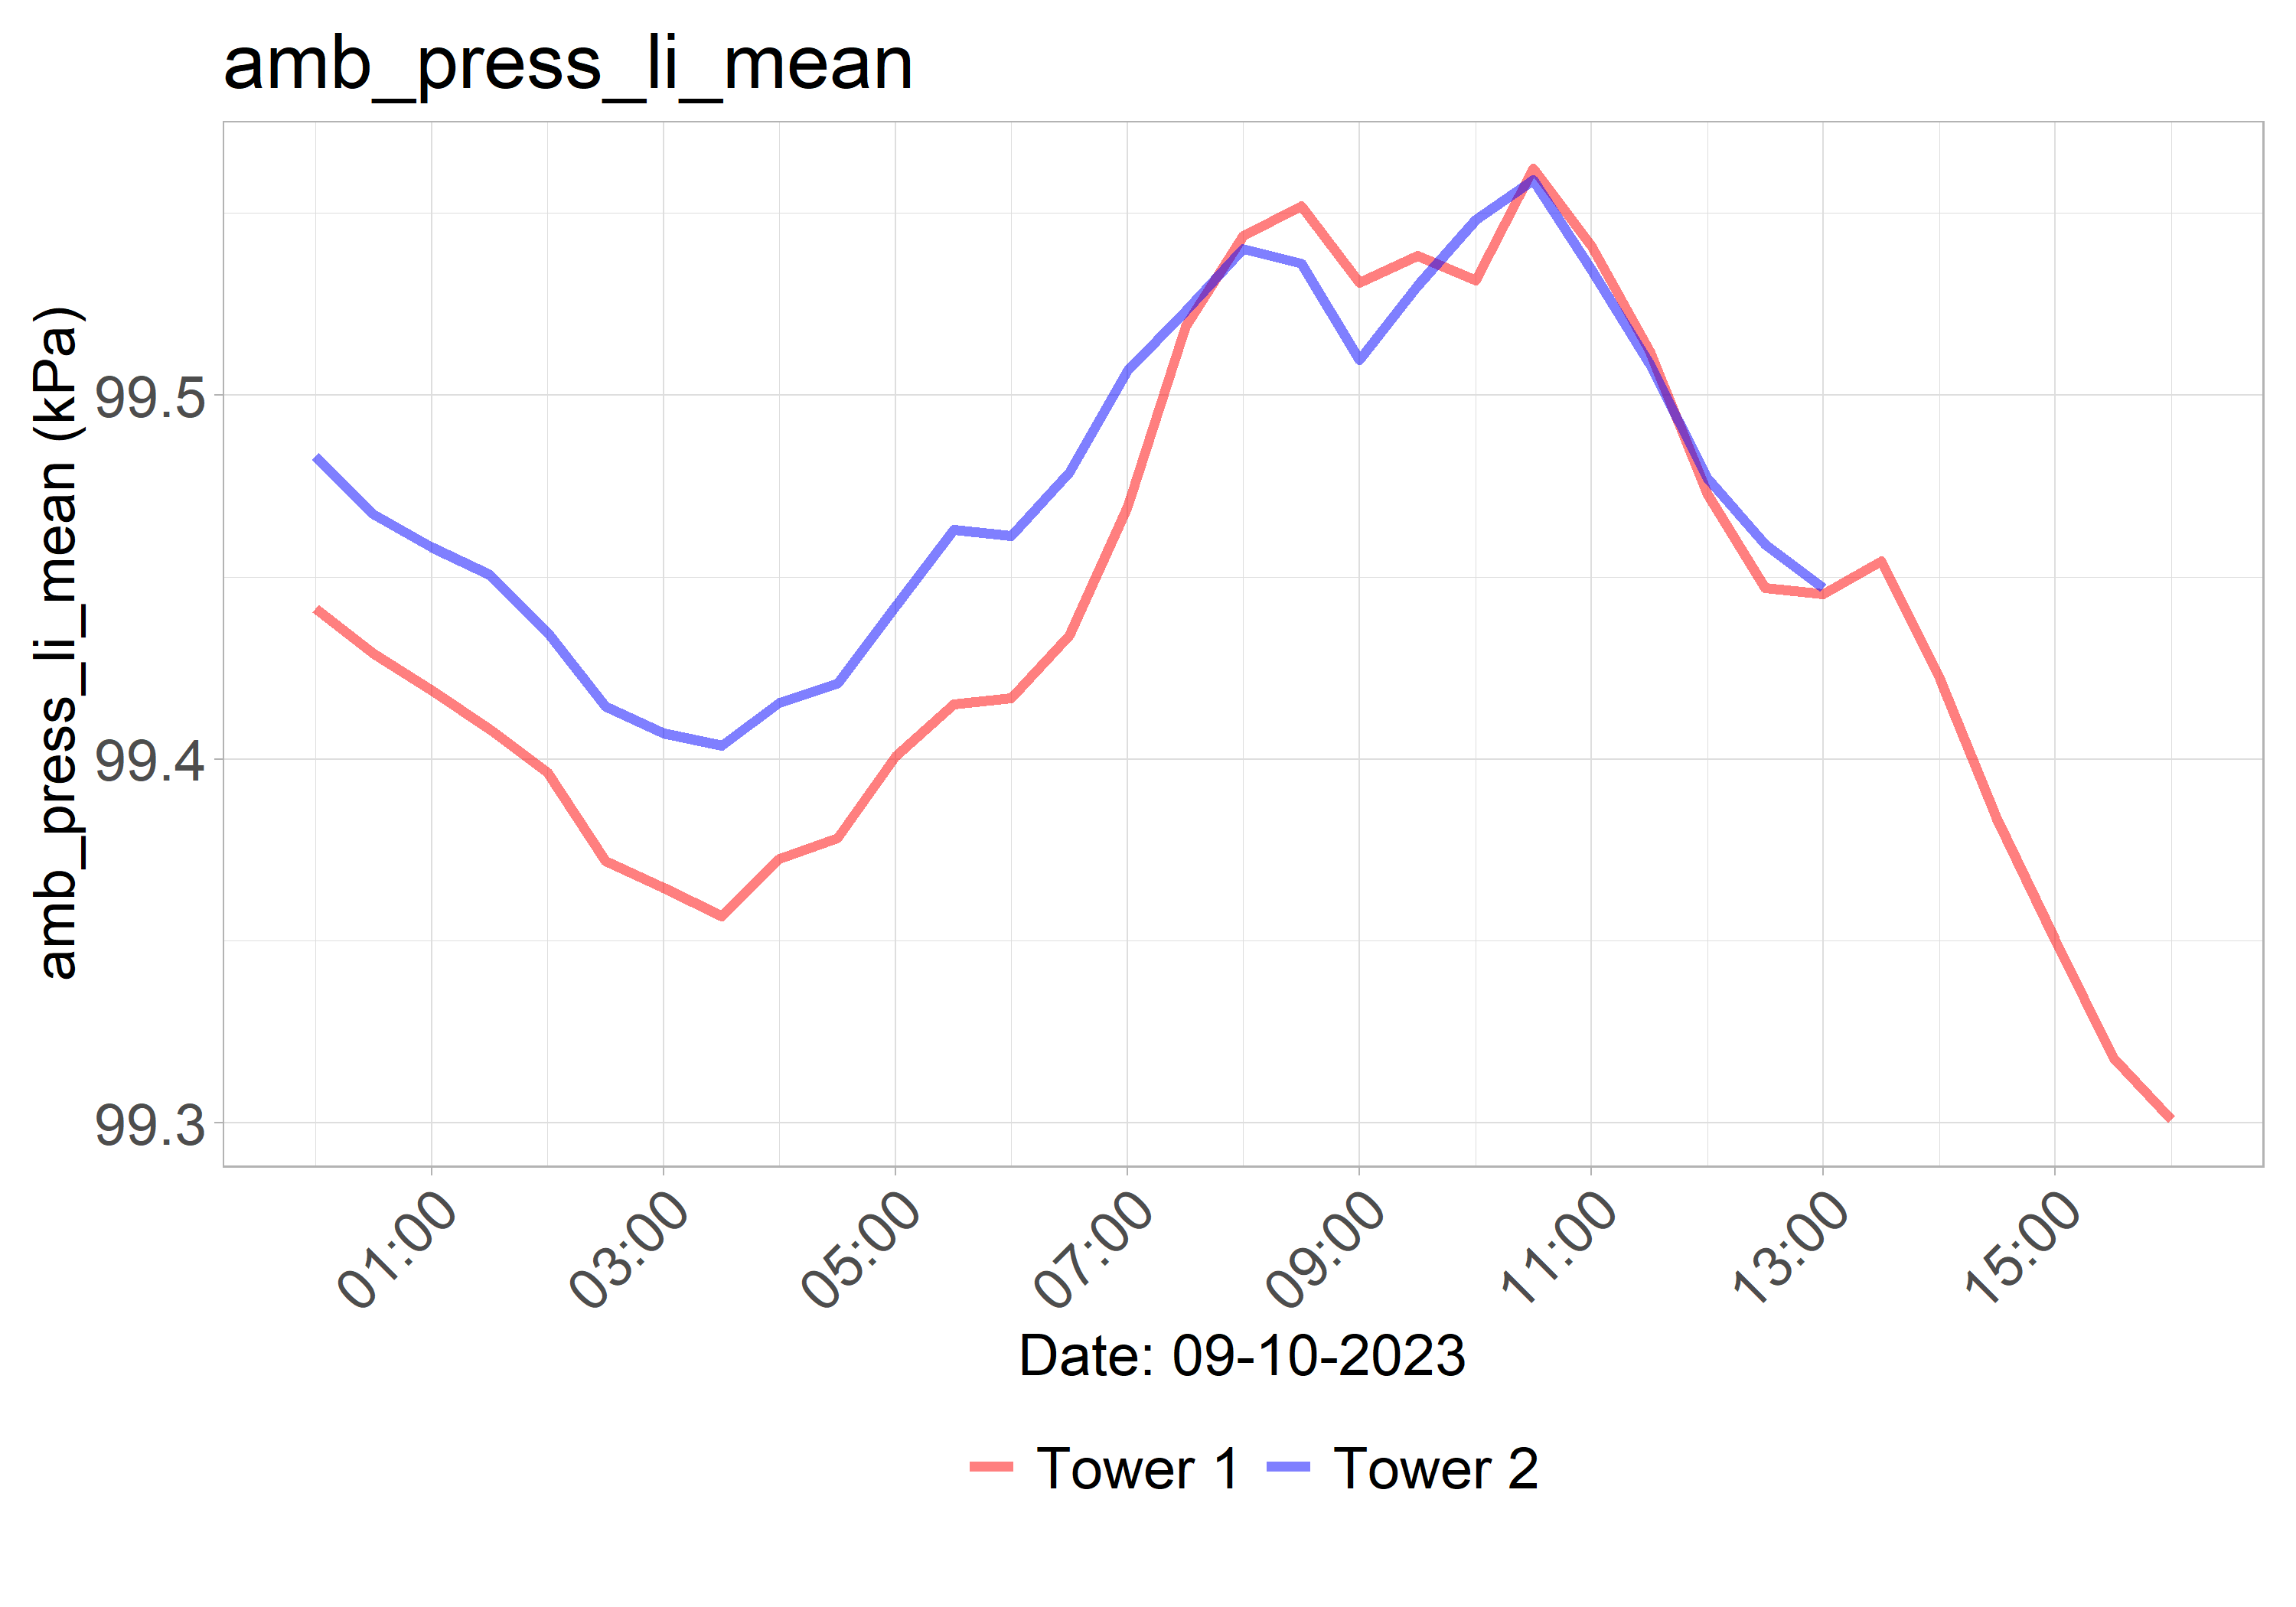 amb_press_li_mean
amb_press_li_mean (kPa)
99.5
99.4
99.3
01:00 03:00 05:00 07:00 09:00 11:00 13:00 15:00
Date: 09-10-2023
Tower 1 Tower 2